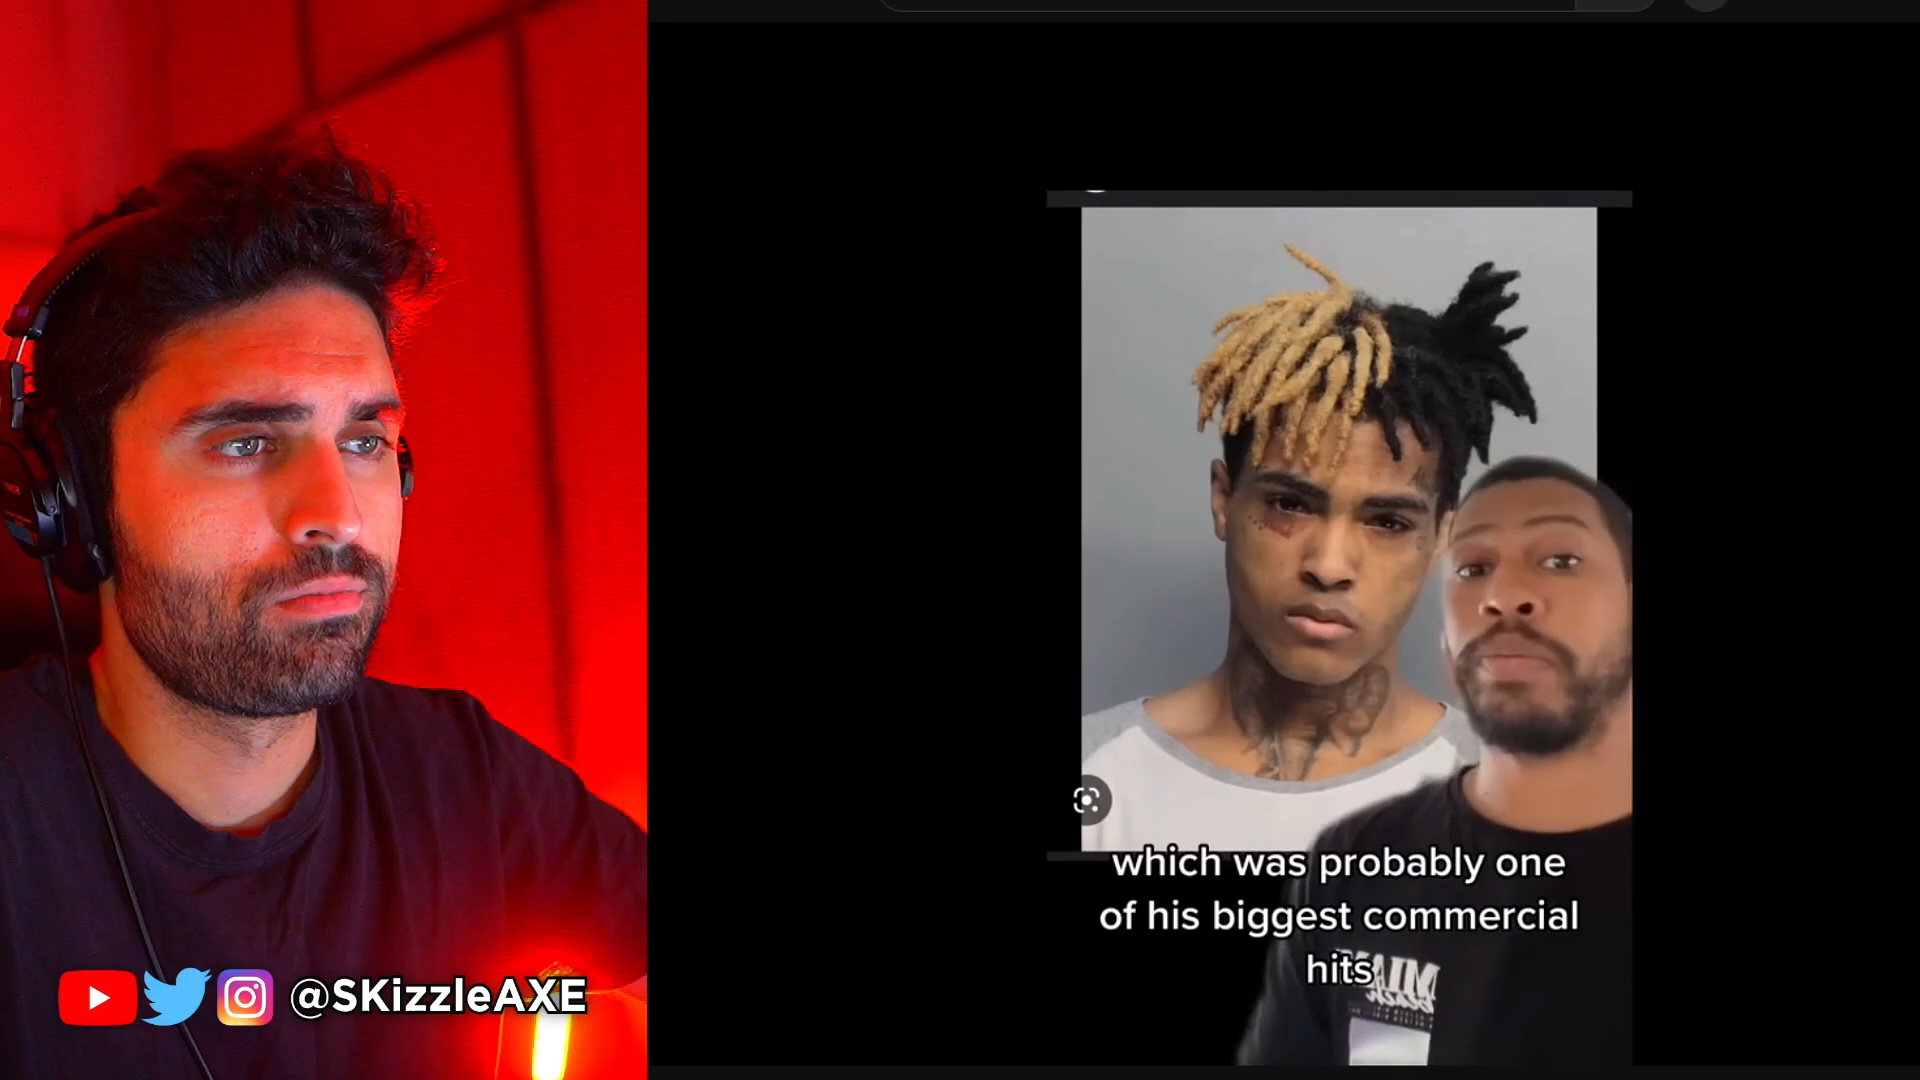 which was probably one
of his biggest commercial
hits
@SKizzleAXE